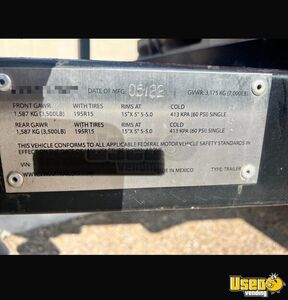 DATE OF MFG: 05/22 GVWR: 3,175 KG (7,000LB)
FRONT GAWR WITH TIRES RIMS AT COLD
1,587 KG (3,500LB) 195R15 15"X 5" 5-5.0 413 KPA (60 PSI) SINGLE
REAR GAWR WITH TIRES RIMS AT COLD
1,587 KG (3,500LB) 195R15 15"X 5" 5-5.0 413 KPA (60 PSI) SINGLE
THIS VEHICLE CONFORMS TO ALL APPLICABLE FEDERAL MOTOR VEHICLE SAFETY STANDARDS IN
EFFECT
VIN: TYPE: TRAILER
IN MEXICO
Used
vending